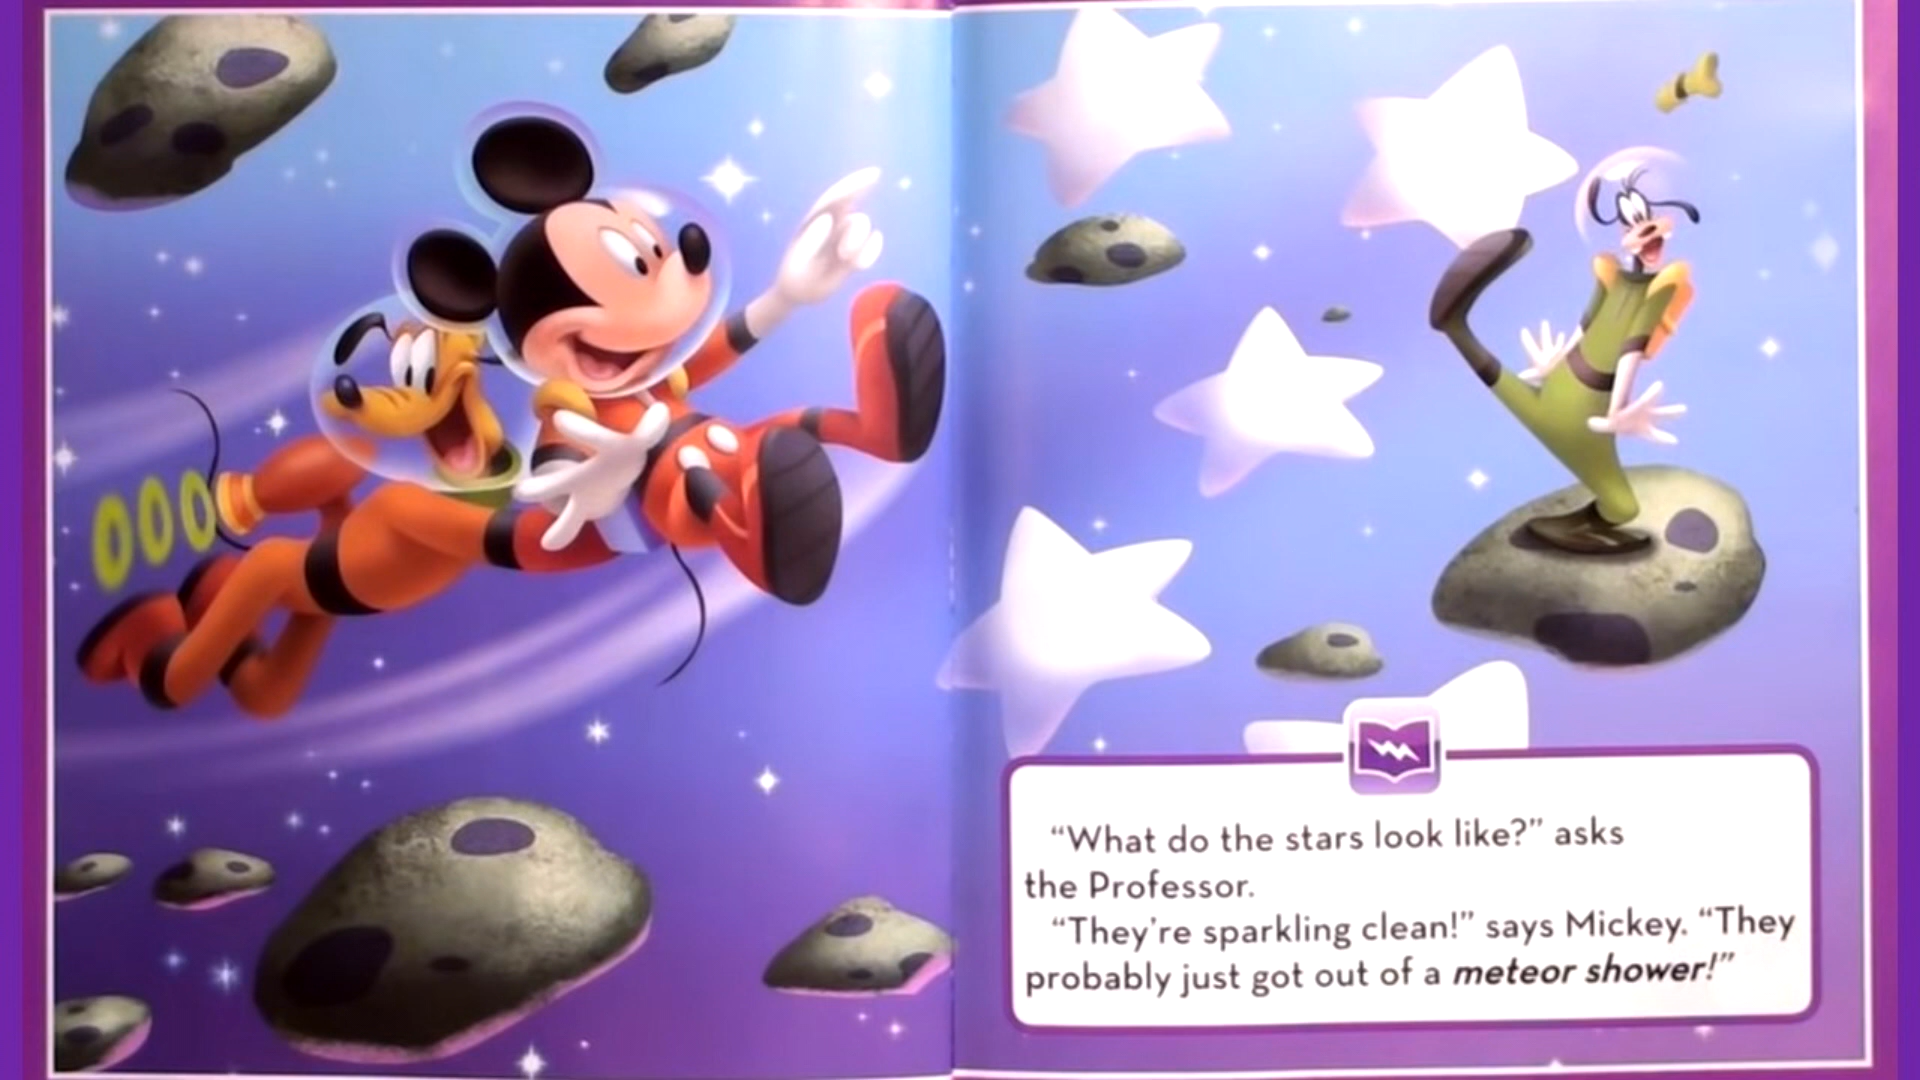 “What do the stars look like?” asks
the Professor.
“They’re sparkling clean!” says Mickey. “They
probably just got out of a meteor shower!”